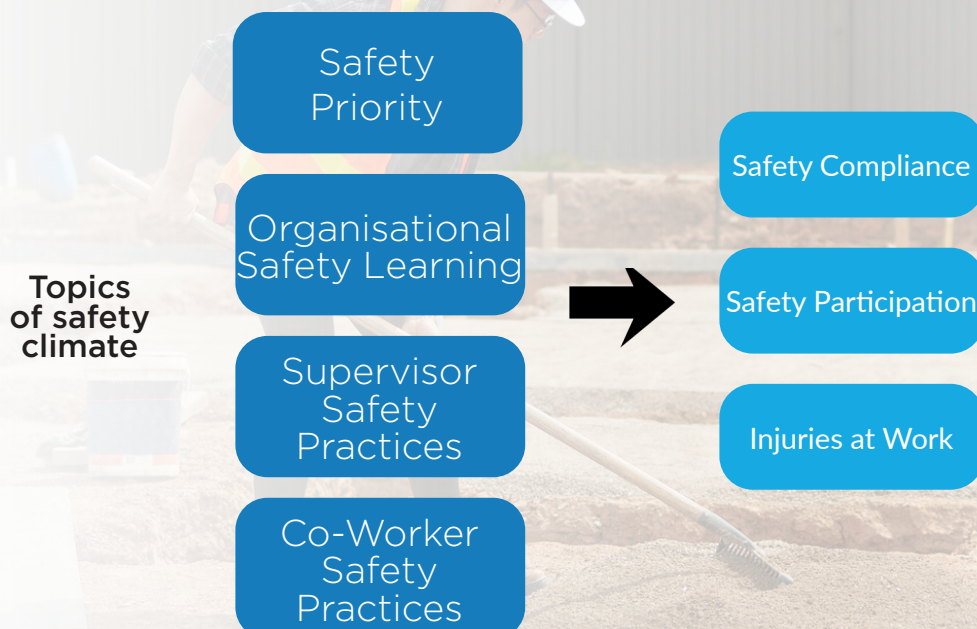 Topics
of safety
climate
Safety
Priority
Organisational
Safety Learning
Supervisor
Safety
Practices
Co-Worker
Safety
Practices
Safety Compliance
Safety Participation
Injuries at Work